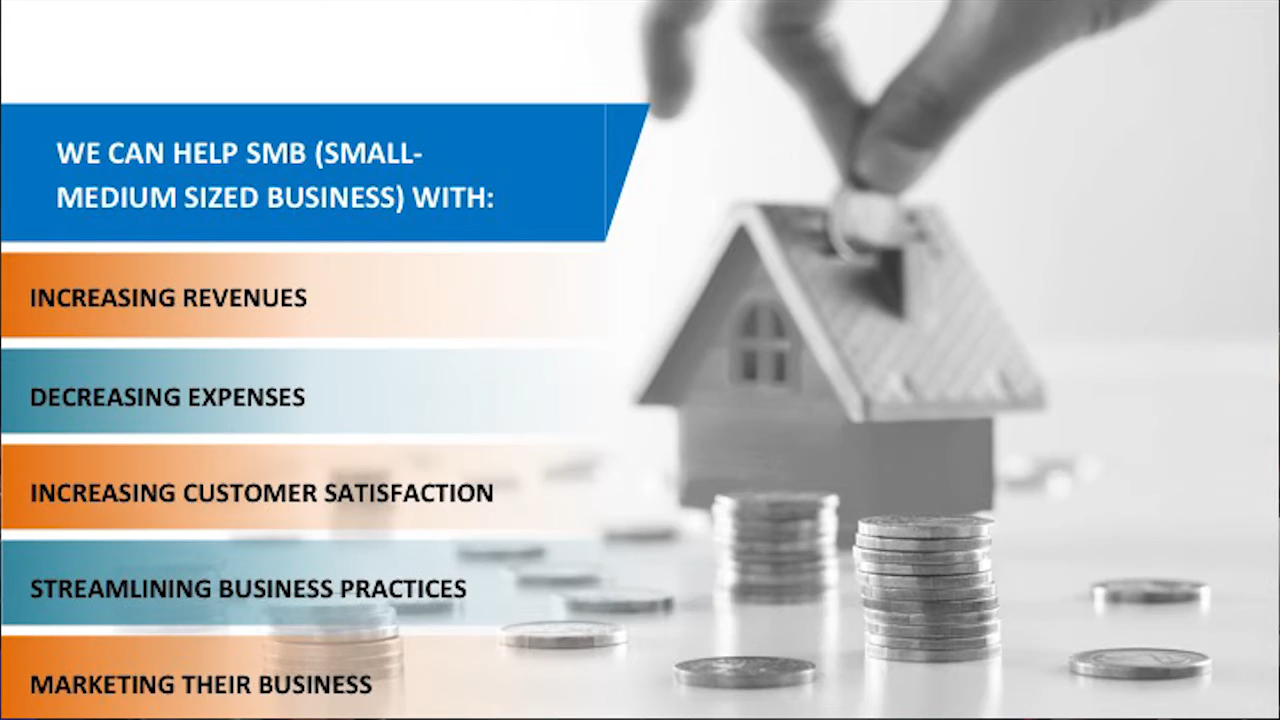 WE CAN HELP SMB (SMALL-
MEDIUM SIZED BUSINESS) WITH:
INCREASING REVENUES
DECREASING EXPENSES
INCREASING CUSTOMER SATISFACTION
STREAMLINING BUSINESS PRACTICES
MARKETING THEIR BUSINESS